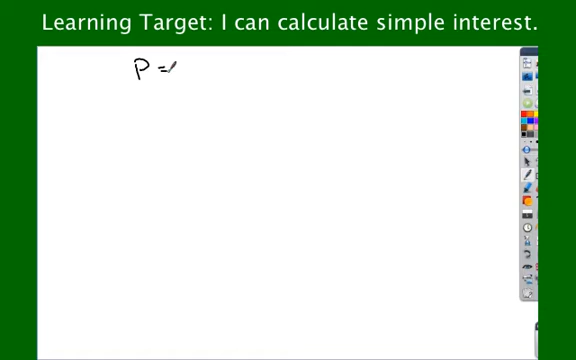 Learning Target: I can calculate simple interest.
P =